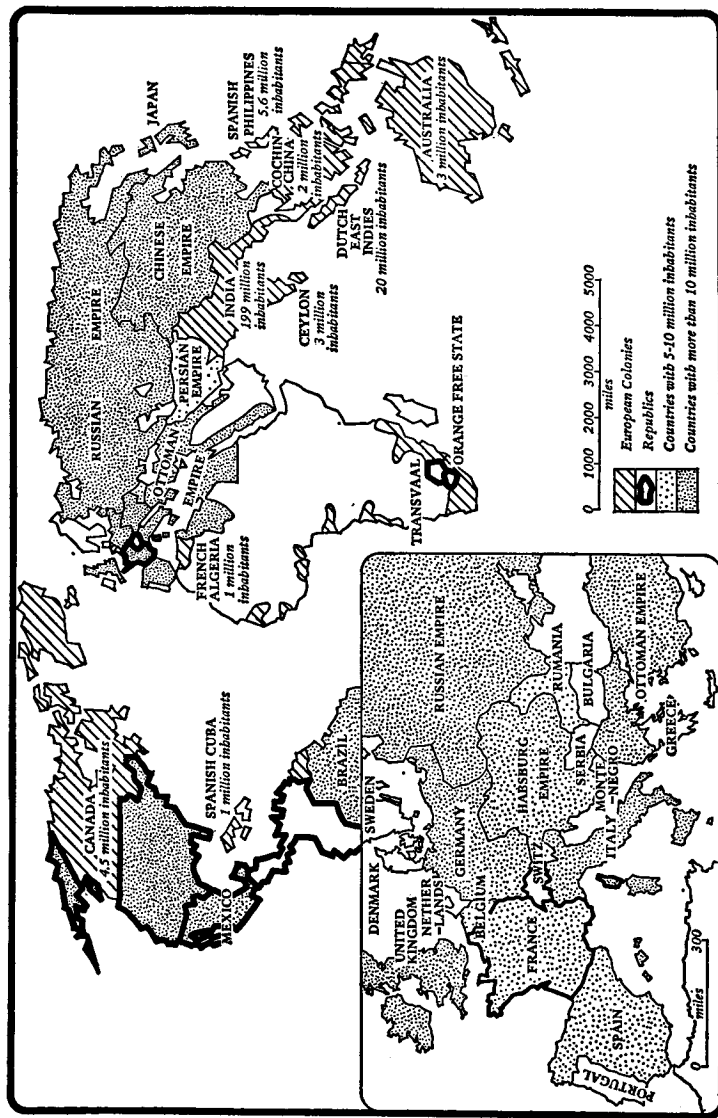 CANADA
4.5 million inhabitants
SPANISH CUBA
1 million inhabitants
MEXICO
BRAZIL
RUSSIAN
EMPIRE
CHINESE
EMPIRE
JAPAN
OTTOMAN
EMPIRE
PERSIAN
EMPIRE
FRENCH
ALGERIA
1 million
inhabitants
INDIA
199 million
inhabitants
CEYLON
3 million
inhabitants
SPANISH
PHILIPPINES
5.6 million
inhabitants
COCHIN
CHINA
2 million
inhabitants
DUTCH
EAST
INDIES
20 million inhabitants
AUSTRALIA
3 million inhabitants
TRANSVAAL
ORANGE FREE STATE
DENMARK
SWEDEN
UNITED
KINGDOM
NETHER
-LANDS
BELGIUM
GERMANY
RUSSIAN EMPIRE
FRANCE
SWITZ
HABSBURG
EMPIRE
RUMANIA
SERBIA
BULGARIA
MONTE
-NEGRO
ITALY
OTTOMAN EMPIRE
GREECE
SPAIN
PORTUGAL
0 300
miles
0 1000 2000 3000 4000 5000
miles
European Colonies
Republics
Countries with 5-10 million inhabitants
Countries with more than 10 million inhabitants